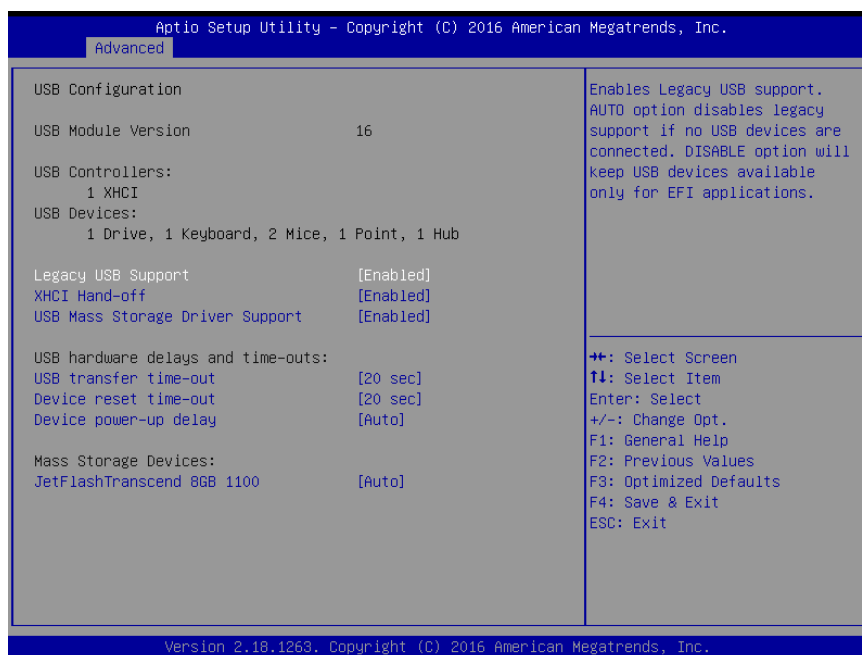 Aptio Setup Utility – Copyright (C) 2016 American Megatrends, Inc.
Advanced
USB Configuration
USB Module Version 16
USB Controllers:
1 XHCI
USB Devices:
1 Drive, 1 Keyboard, 2 Mice, 1 Point, 1 Hub
Legacy USB Support [Enabled]
XHCI Hand-off [Enabled]
USB Mass Storage Driver Support [Enabled]
USB hardware delays and time-outs:
USB transfer time-out [20 sec]
Device reset time-out [20 sec]
Device power-up delay [Auto]
Mass Storage Devices:
JetFlashTranscend 8GB 1100 [Auto]
Enables Legacy USB support.
AUTO option disables legacy
support if no USB devices are
connected. DISABLE option will
keep USB devices available
only for EFI applications.
→←: Select Screen
↑↓: Select Item
Enter: Select
+/-: Change Opt.
F1: General Help
F2: Previous Values
F3: Optimized Defaults
F4: Save & Exit
ESC: Exit
Version 2.18.1263. Copyright (C) 2016 American Megatrends, Inc.